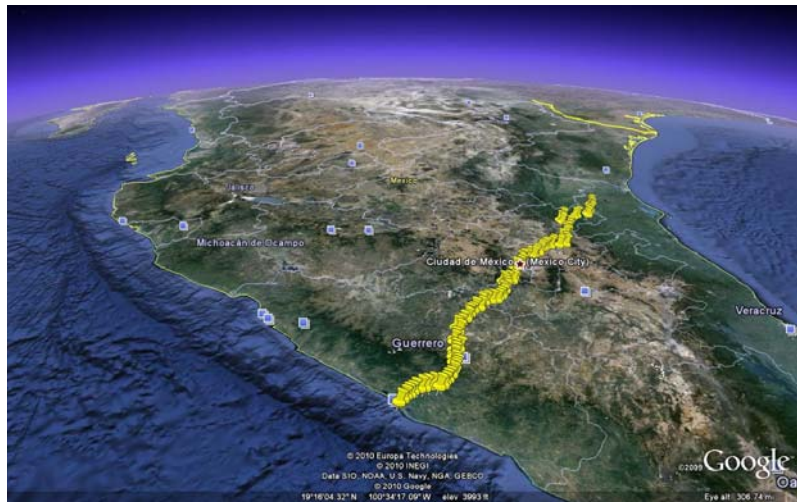 Jalisco
Mexico
Michoacán de Ocampo
Ciudad de México (Mexico City)
Veracruz
Guerrero
© 2010 Europa Technologies
© 2010 INEGI
Data SIO, NOAA, U.S. Navy, NGA, GEBCO
© 2010 Google
©2009 Google
19°16'04.32" N 100°34'17.09" W elev 3993 ft
Eye alt 306.74 mi